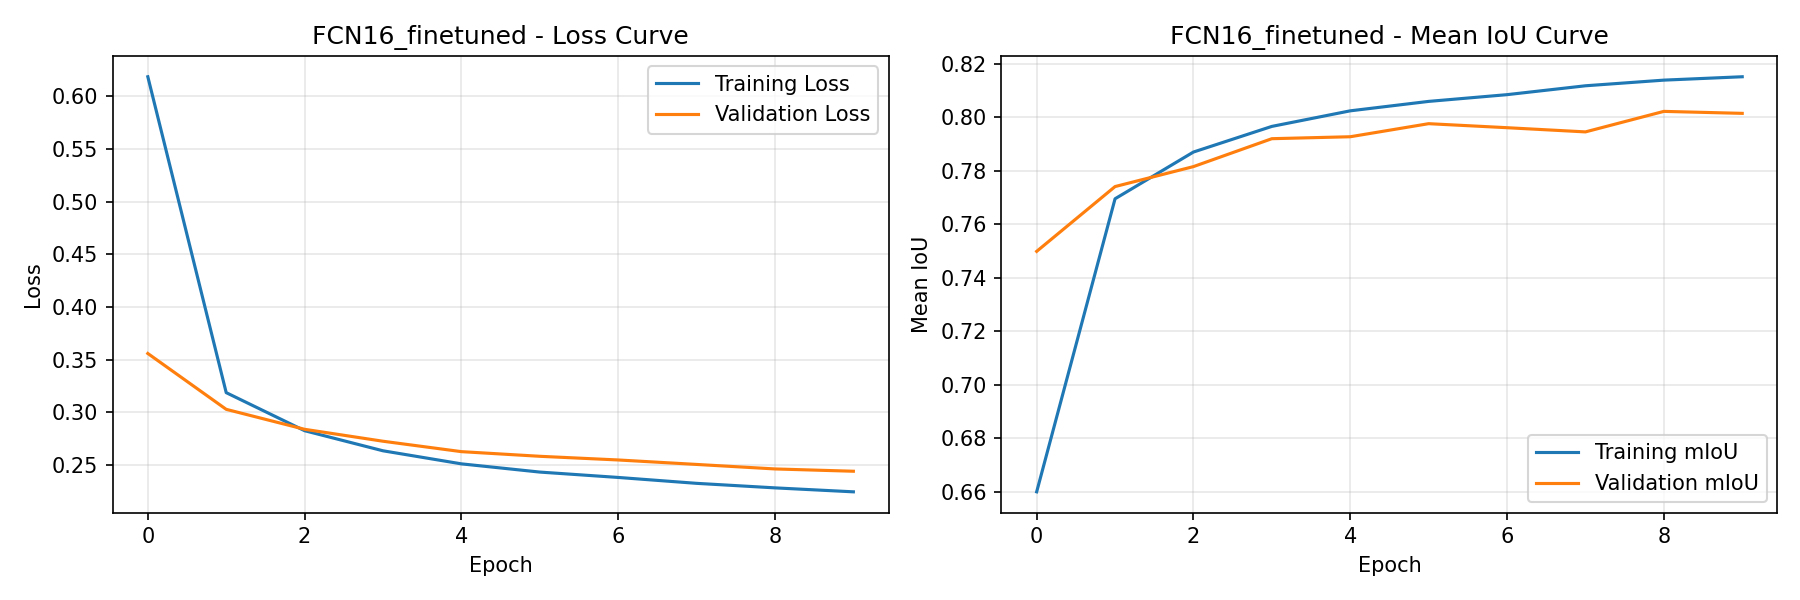 FCN16_finetuned - Loss Curve
0.60
0.55
0.50
0.45
0.40
0.35
0.30
0.25
Loss
0
2
4
6
8
Epoch
Training Loss
Validation Loss
FCN16_finetuned - Mean IoU Curve
0.82
0.80
0.78
0.76
0.74
0.72
0.70
0.68
0.66
Mean IoU
0
2
4
6
8
Epoch
Training mIoU
Validation mIoU